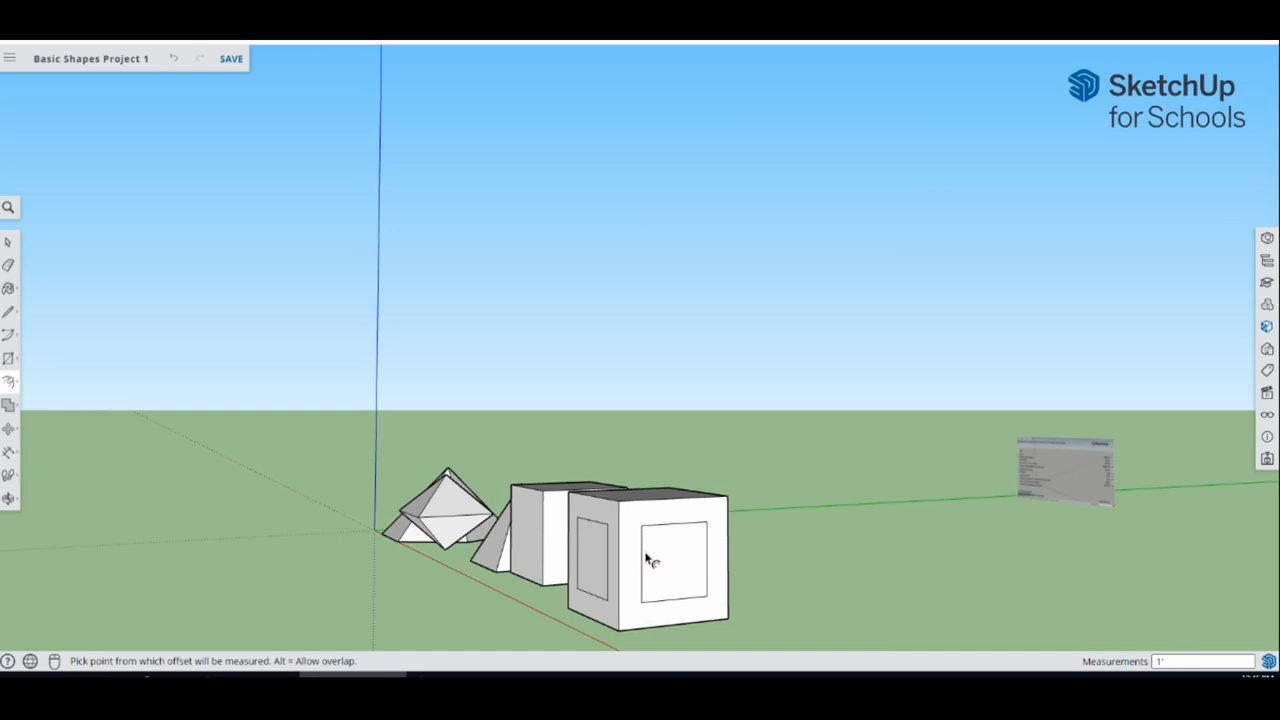 Basic Shapes Project 1
SAVE
SketchUp
for Schools
Pick point from which offset will be measured. Alt = Allow overlap.
Measurements
1'